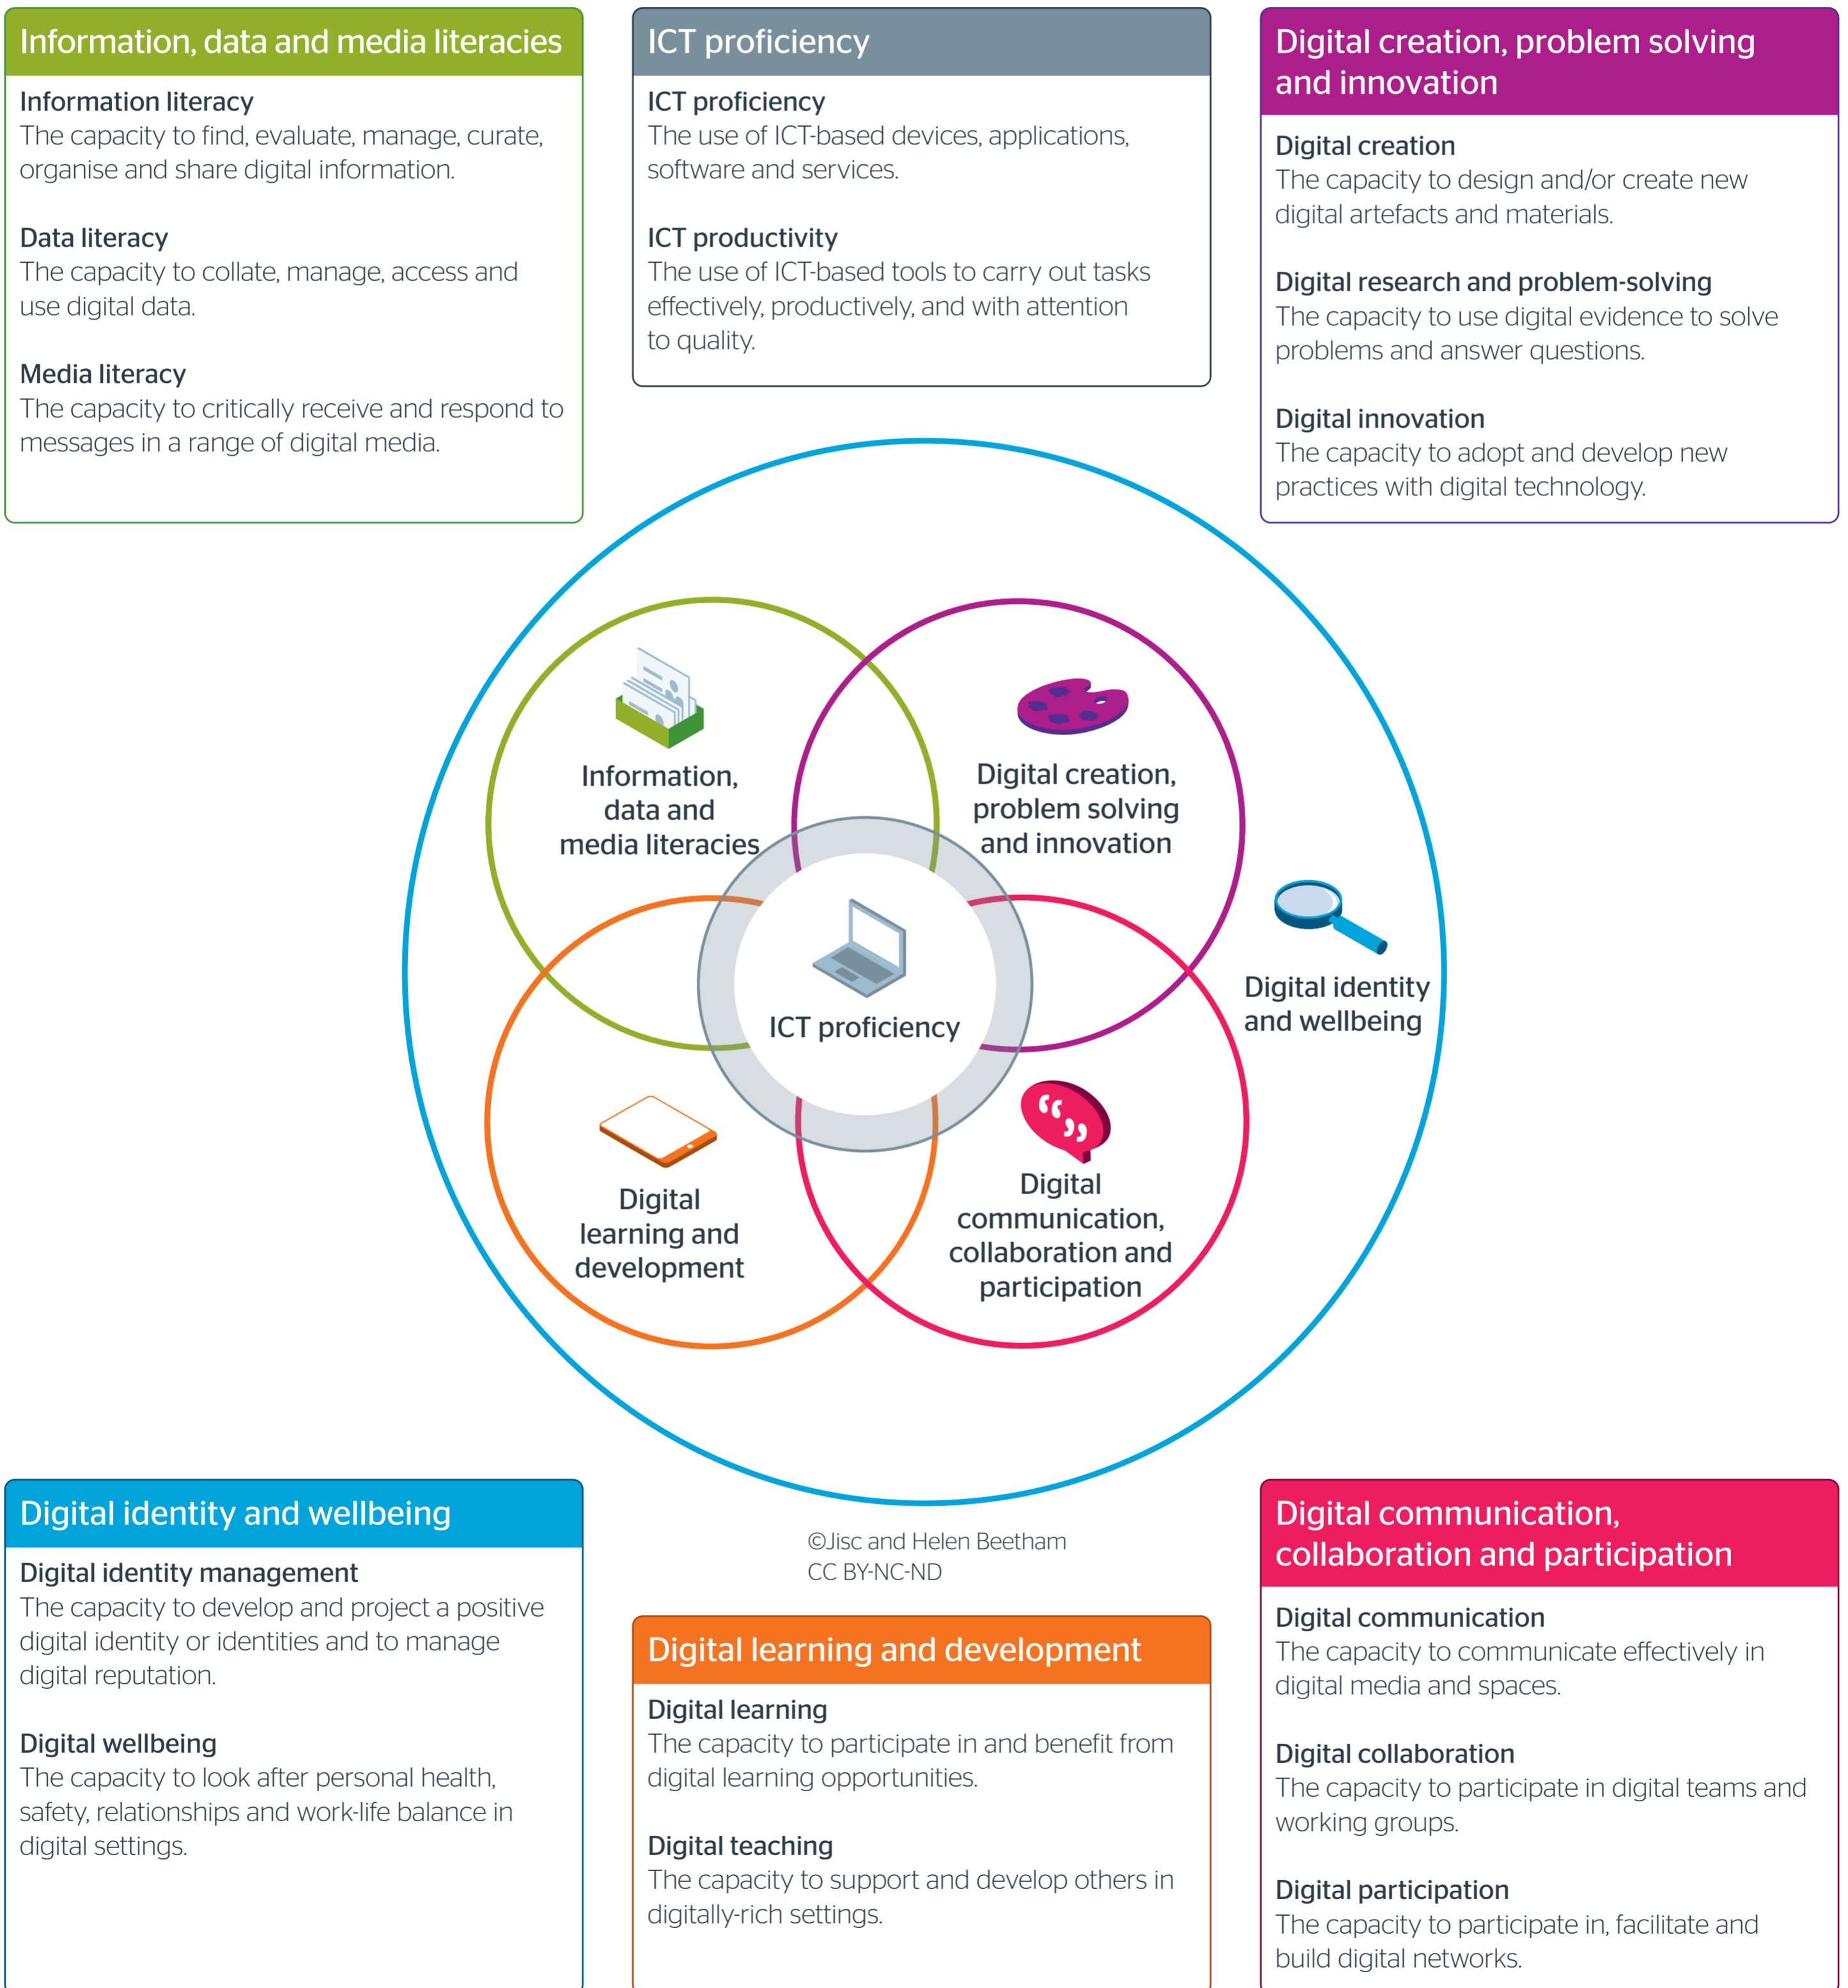 Information, data and media literacies
Information literacy
The capacity to find, evaluate, manage, curate,
organise and share digital information.
Data literacy
The capacity to collate, manage, access and
use digital data.
Media literacy
The capacity to critically receive and respond to
messages in a range of digital media.
ICT proficiency
ICT proficiency
The use of ICT-based devices, applications,
software and services.
ICT productivity
The use of ICT-based tools to carry out tasks
effectively, productively, and with attention
to quality.
Digital creation, problem solving
and innovation
Digital creation
The capacity to design and/or create new
digital artefacts and materials.
Digital research and problem-solving
The capacity to use digital evidence to solve
problems and answer questions.
Digital innovation
The capacity to adopt and develop new
practices with digital technology.
Information,
data and
media literacies
Digital creation,
problem solving
and innovation
ICT proficiency
Digital identity
and wellbeing
Digital
learning and
development
Digital
communication,
collaboration and
participation
©Jisc and Helen Beetham
CC BY-NC-ND
Digital identity and wellbeing
Digital identity management
The capacity to develop and project a positive
digital identity or identities and to manage
digital reputation.
Digital wellbeing
The capacity to look after personal health,
safety, relationships and work-life balance in
digital settings.
Digital learning and development
Digital learning
The capacity to participate in and benefit from
digital learning opportunities.
Digital teaching
The capacity to support and develop others in
digitally-rich settings.
Digital communication,
collaboration and participation
Digital communication
The capacity to communicate effectively in
digital media and spaces.
Digital collaboration
The capacity to participate in digital teams and
working groups.
Digital participation
The capacity to participate in, facilitate and
build digital networks.